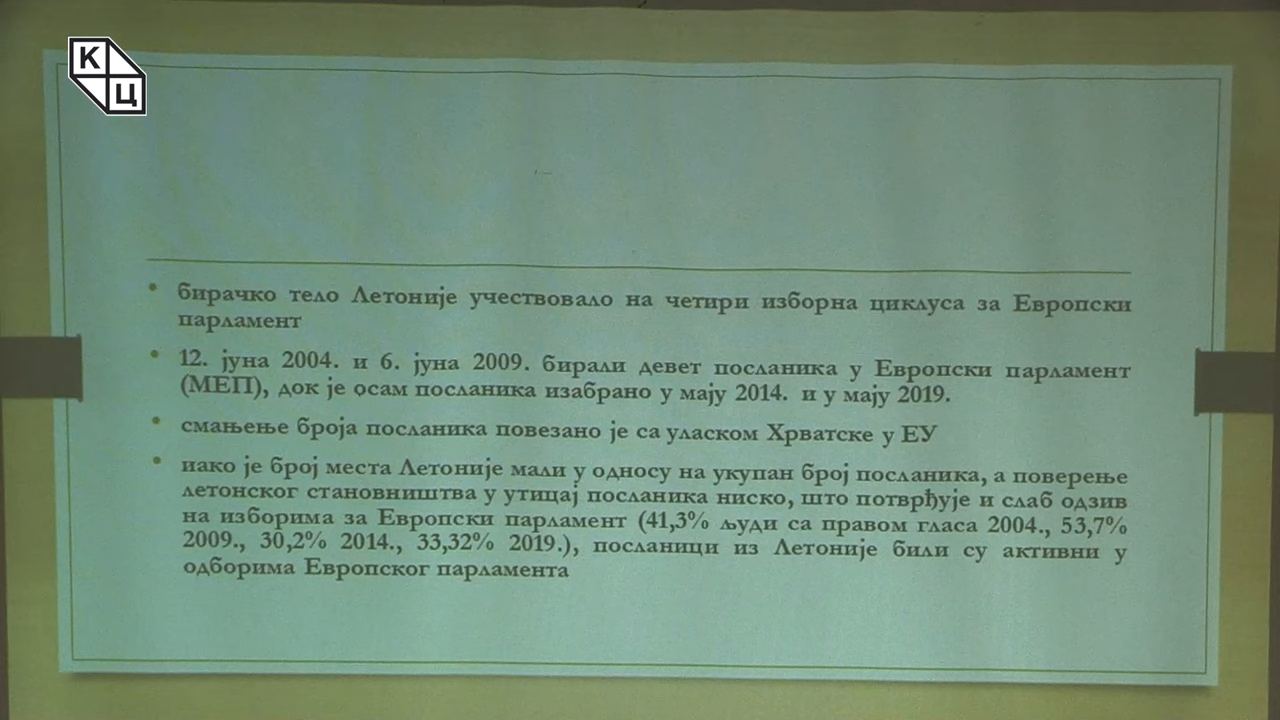 К
Ц
бирачко тело Летоније учествовало на четири изборна циклуса за Европски
парламент
12. јуна 2004. и 6. јуна 2009. бирали девет посланика у Европски парламент
(МЕП), док је осам посланика изабрано у мају 2014. и у мају 2019.
смањење броја посланика повезано је са уласком Хрватске у ЕУ
иако је број места Летоније мали у односу на укупан број посланика, а поверење
летонског становништва у утицај посланика ниско, што потврђује и слаб одзив
на изборима за Европски парламент (41,3% људи са правом гласа 2004., 53,7%
2009., 30,2% 2014., 33,32% 2019.), посланици из Летоније били су активни у
одборима Европског парламента